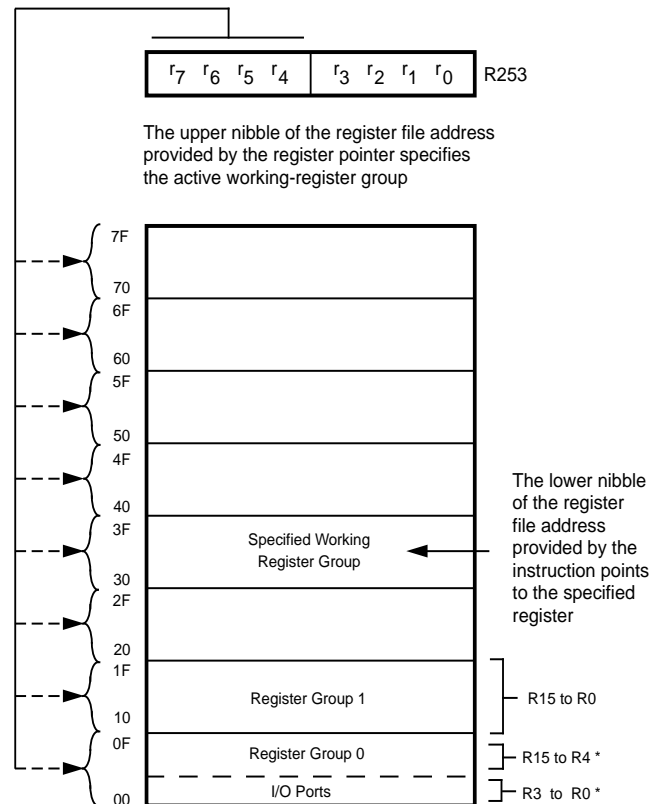 r7 r6 r5 r4 r3 r2 r1 r0 R253
The upper nibble of the register file address
provided by the register pointer specifies
the active working-register group
7F
70
6F
60
5F
50
4F
40
3F
Specified Working
Register Group
The lower nibble
of the register
file address
provided by the
instruction points
to the specified
register
30
2F
20
1F
Register Group 1
R15 to R0
10
0F
Register Group 0
R15 to R4 *
I/O Ports
R3 to R0 *
00